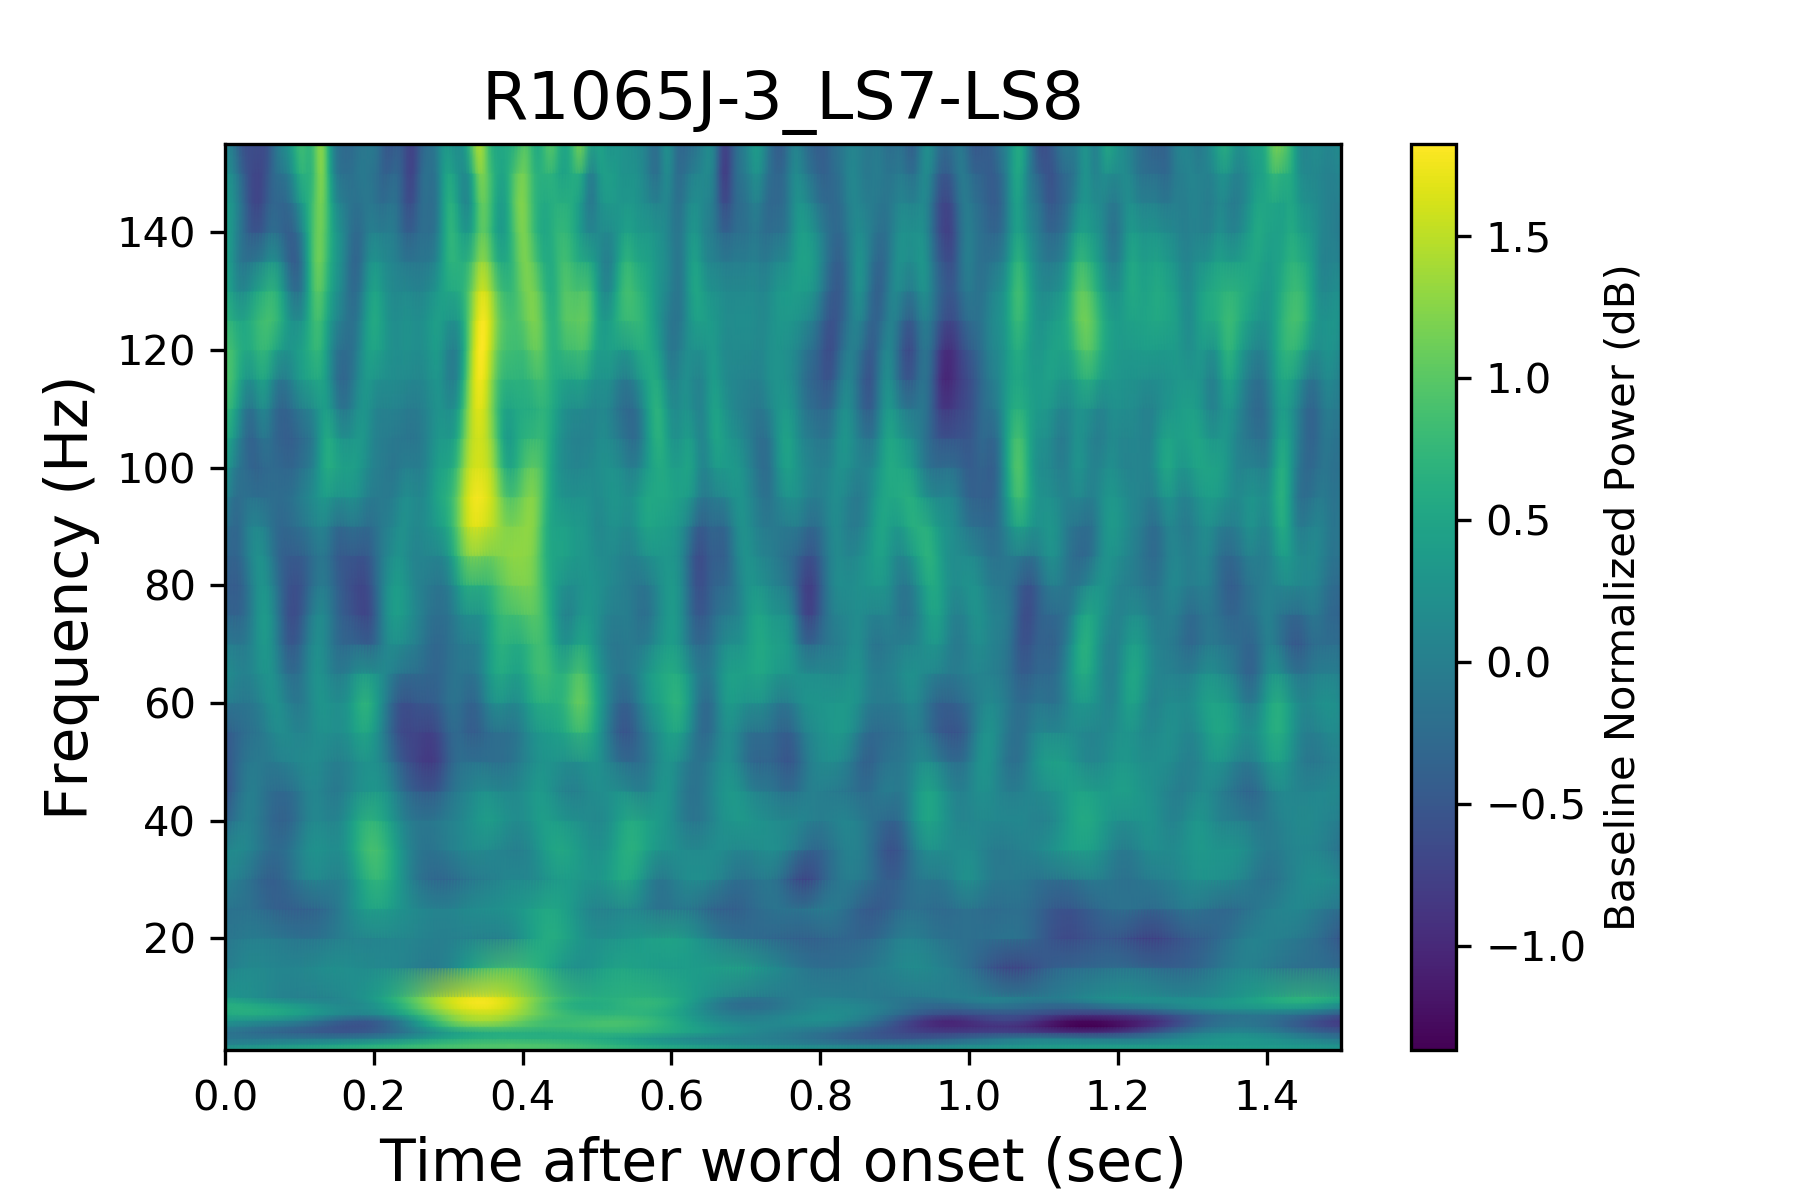 R1065J-3_LS7-LS8
Frequency (Hz)
140
120
100
80
60
40
20
0.0 0.2 0.4 0.6 0.8 1.0 1.2 1.4
Time after word onset (sec)
1.5
1.0
0.5
0.0
−0.5
−1.0
Baseline Normalized Power (dB)